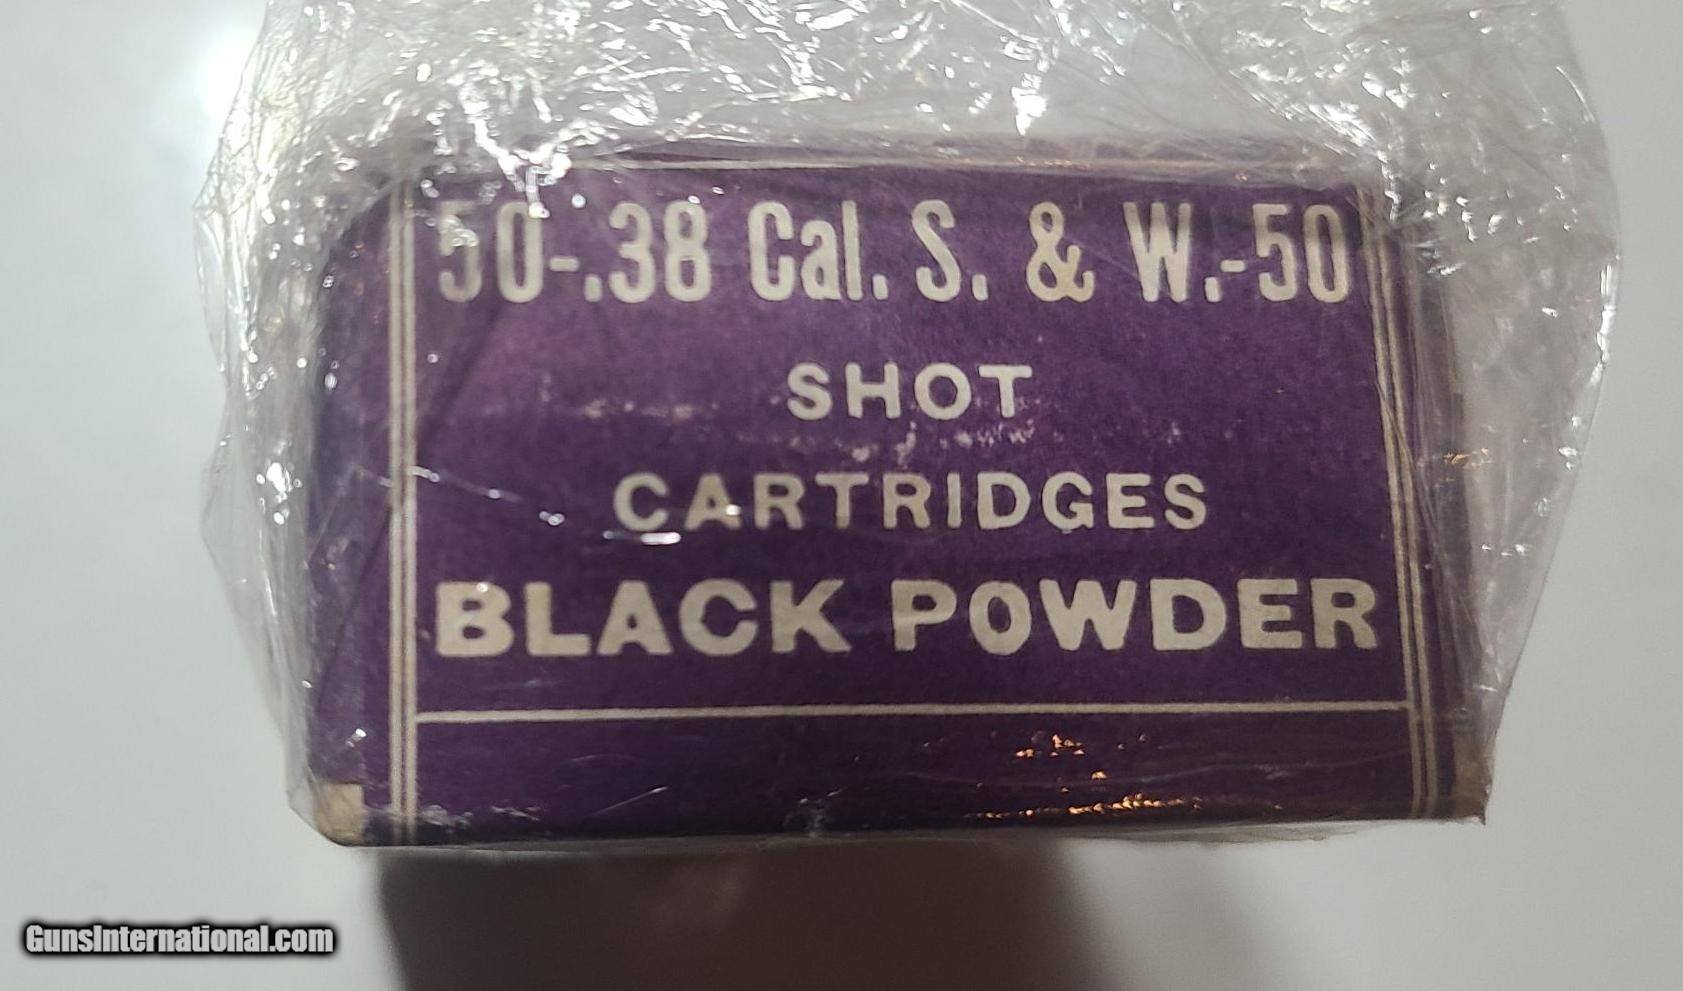 50-.38 Cal. S. & W.-50
SHOT
CARTRIDGES
BLACK POWDER
GunsInternational.com